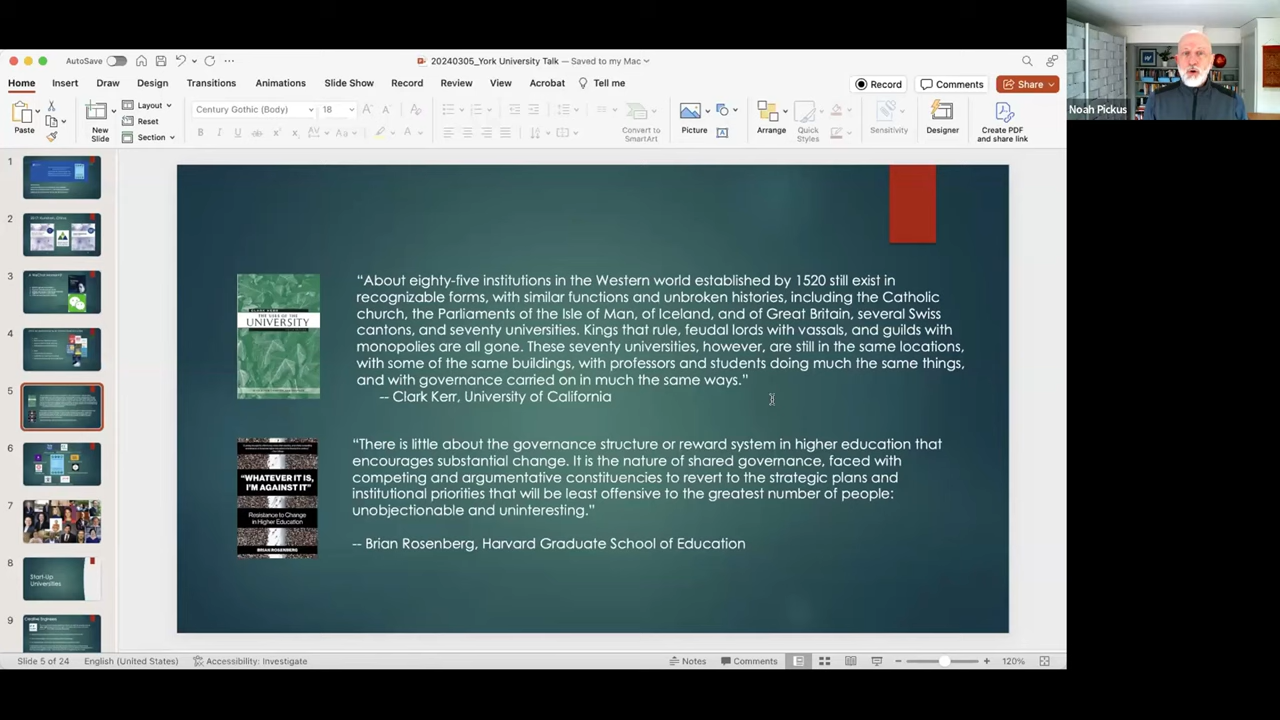 AutoSave
20240305_York University Talk — Saved to my Mac
Home Insert Draw Design Transitions Animations Slide Show Record Review View Acrobat Tell me
Record Comments Share
Paste
New Slide
Layout
Reset
Section
Century Gothic (Body) 18
Convert to SmartArt
Picture
Arrange
Quick Styles
Sensitivity
Designer
Create PDF and share link
Noah Pickus
1
2
3
4
5
6
7
8
Start-Up
Universities
9
Creative Engineers
THE USES OF THE
UNIVERSITY
“About eighty-five institutions in the Western world established by 1520 still exist in
recognizable forms, with similar functions and unbroken histories, including the Catholic
church, the Parliaments of the Isle of Man, of Iceland, and of Great Britain, several Swiss
cantons, and seventy universities. Kings that rule, feudal lords with vassals, and guilds with
monopolies are all gone. These seventy universities, however, are still in the same locations,
with some of the same buildings, with professors and students doing much the same things,
and with governance carried on in much the same ways.”
-- Clark Kerr, University of California
“WHATEVER IT IS,
I’M AGAINST IT”
Resistance to Change
in Higher Education
BRIAN ROSENBERG
“There is little about the governance structure or reward system in higher education that
encourages substantial change. It is the nature of shared governance, faced with
competing and argumentative constituencies to revert to the strategic plans and
institutional priorities that will be least offensive to the greatest number of people:
unobjectionable and uninteresting.”
-- Brian Rosenberg, Harvard Graduate School of Education
Slide 5 of 24 English (United States) Accessibility: Investigate
Notes Comments 120%